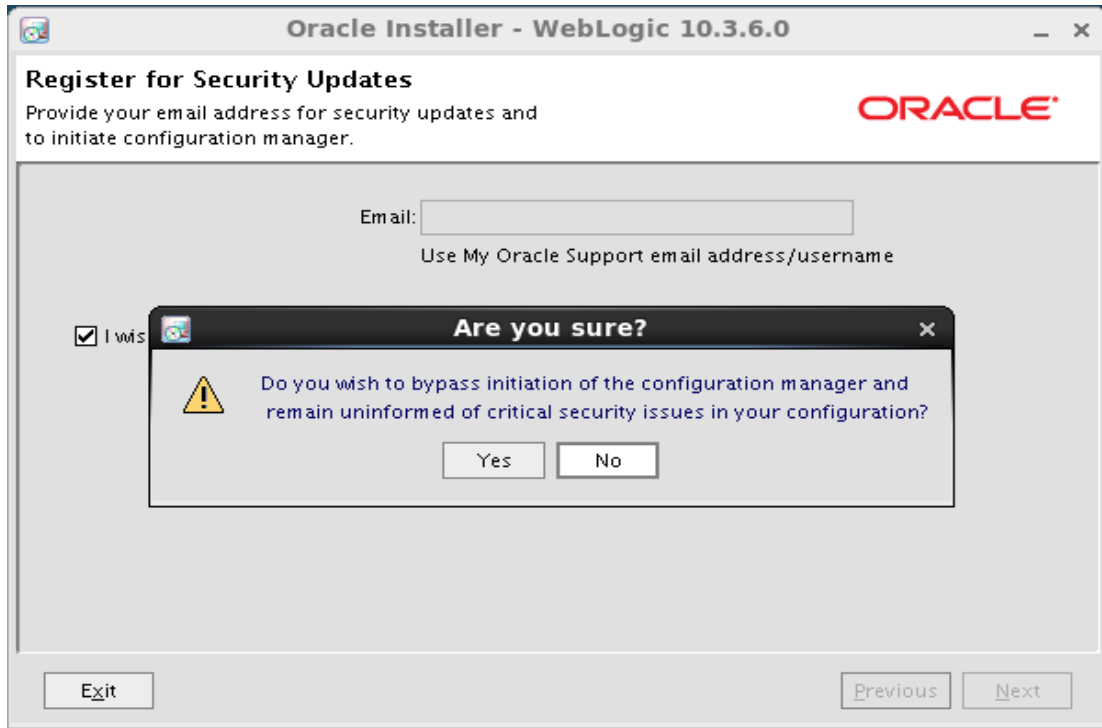 Oracle Installer - WebLogic 10.3.6.0
Register for Security Updates
Provide your email address for security updates and
to initiate configuration manager.
ORACLE
Email:
Use My Oracle Support email address/username
I wis
Are you sure?
Do you wish to bypass initiation of the configuration manager and
remain uninformed of critical security issues in your configuration?
Yes No
Exit Previous Next